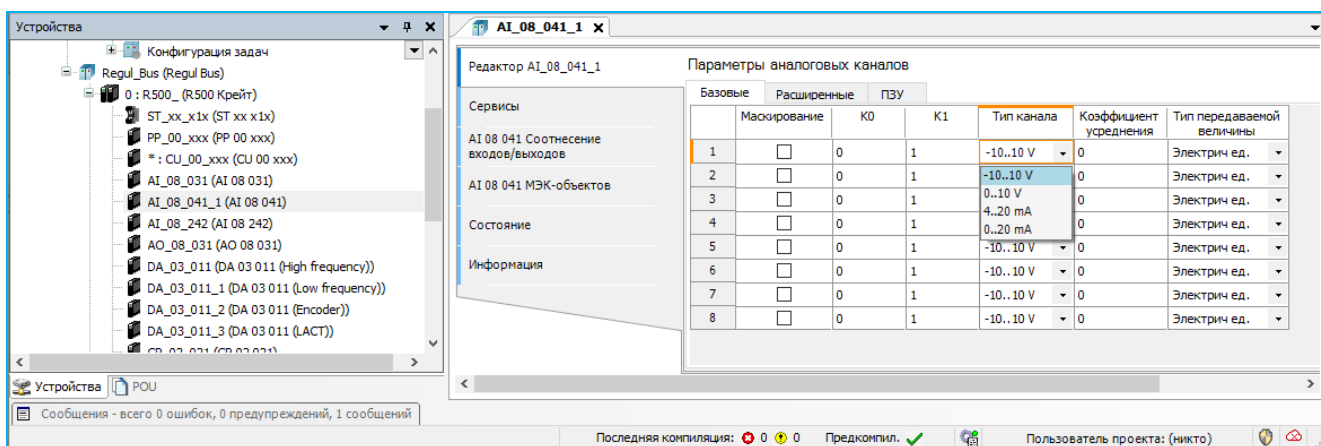 Устройства
Конфигурация задач
Regul_Bus (Regul Bus)
0 : R500_ (R500 Крейт)
ST_xx_x1x (ST xx x1x)
PP_00_xxx (PP 00 xxx)
* : CU_00_xxx (CU 00 xxx)
AI_08_031 (AI 08 031)
AI_08_041_1 (AI 08 041)
AI_08_242 (AI 08 242)
AO_08_031 (AO 08 031)
DA_03_011 (DA 03 011 (High frequency))
DA_03_011_1 (DA 03 011 (Low frequency))
DA_03_011_2 (DA 03 011 (Encoder))
DA_03_011_3 (DA 03 011 (LACT))
Устройства POU
AI_08_041_1
Редактор AI_08_041_1
Сервисы
AI 08 041 Соотнесение
входов/выходов
AI 08 041 МЭК-объектов
Состояние
Информация
Параметры аналоговых каналов
Базовые Расширенные ПЗУ
Маскирование K0 K1 Тип канала Коэффициент усреднения Тип передаваемой величины
1 0 1 -10..10 V 0 Электрич ед.
2 0 1 -10..10 V 0 Электрич ед.
3 0 1 0..10 V 0 Электрич ед.
4..20 mA
4 0 1 0..20 mA 0 Электрич ед.
5 0 1 -10..10 V 0 Электрич ед.
6 0 1 -10..10 V 0 Электрич ед.
7 0 1 -10..10 V 0 Электрич ед.
8 0 1 -10..10 V 0 Электрич ед.
Сообщения - всего 0 ошибок, 0 предупреждений, 1 сообщений
Последняя компиляция: 0 0 Предкомпил. Пользователь проекта: (никто)